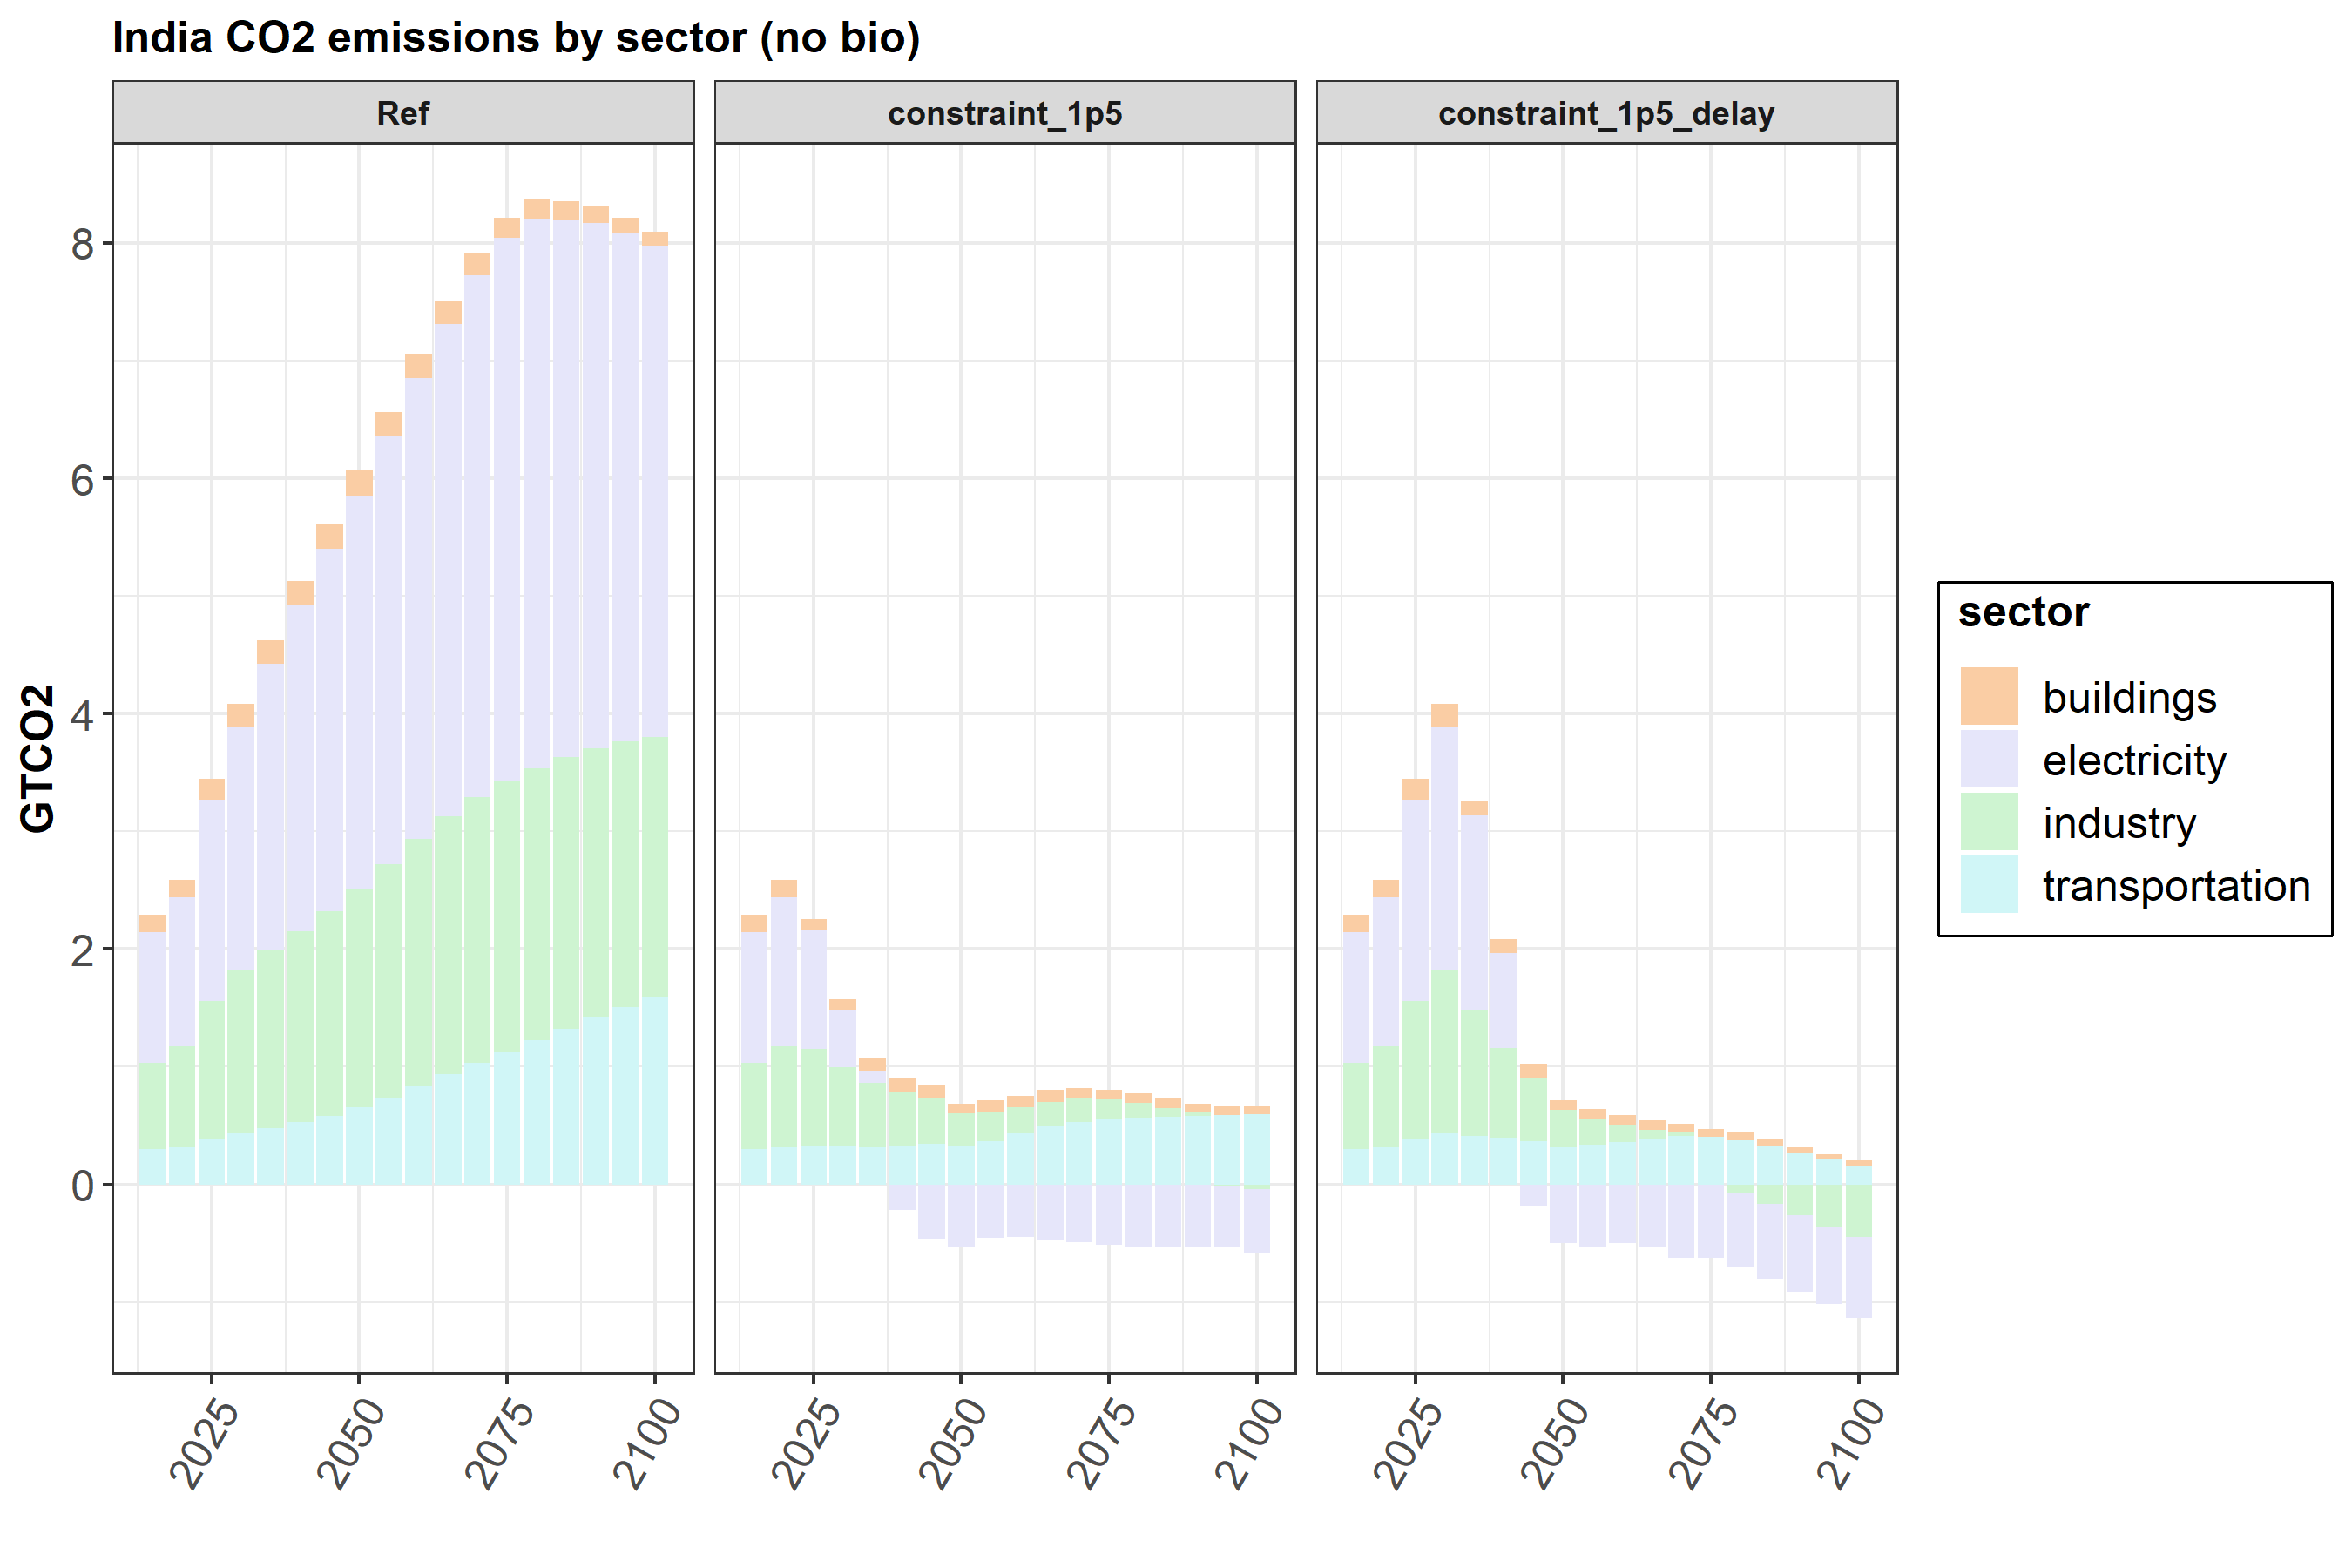 India CO2 emissions by sector (no bio)
Ref
constraint_1p5
constraint_1p5_delay
GTCO2
8
6
4
2
0
2025
2050
2075
2100
2025
2050
2075
2100
2025
2050
2075
2100
sector
buildings
electricity
industry
transportation